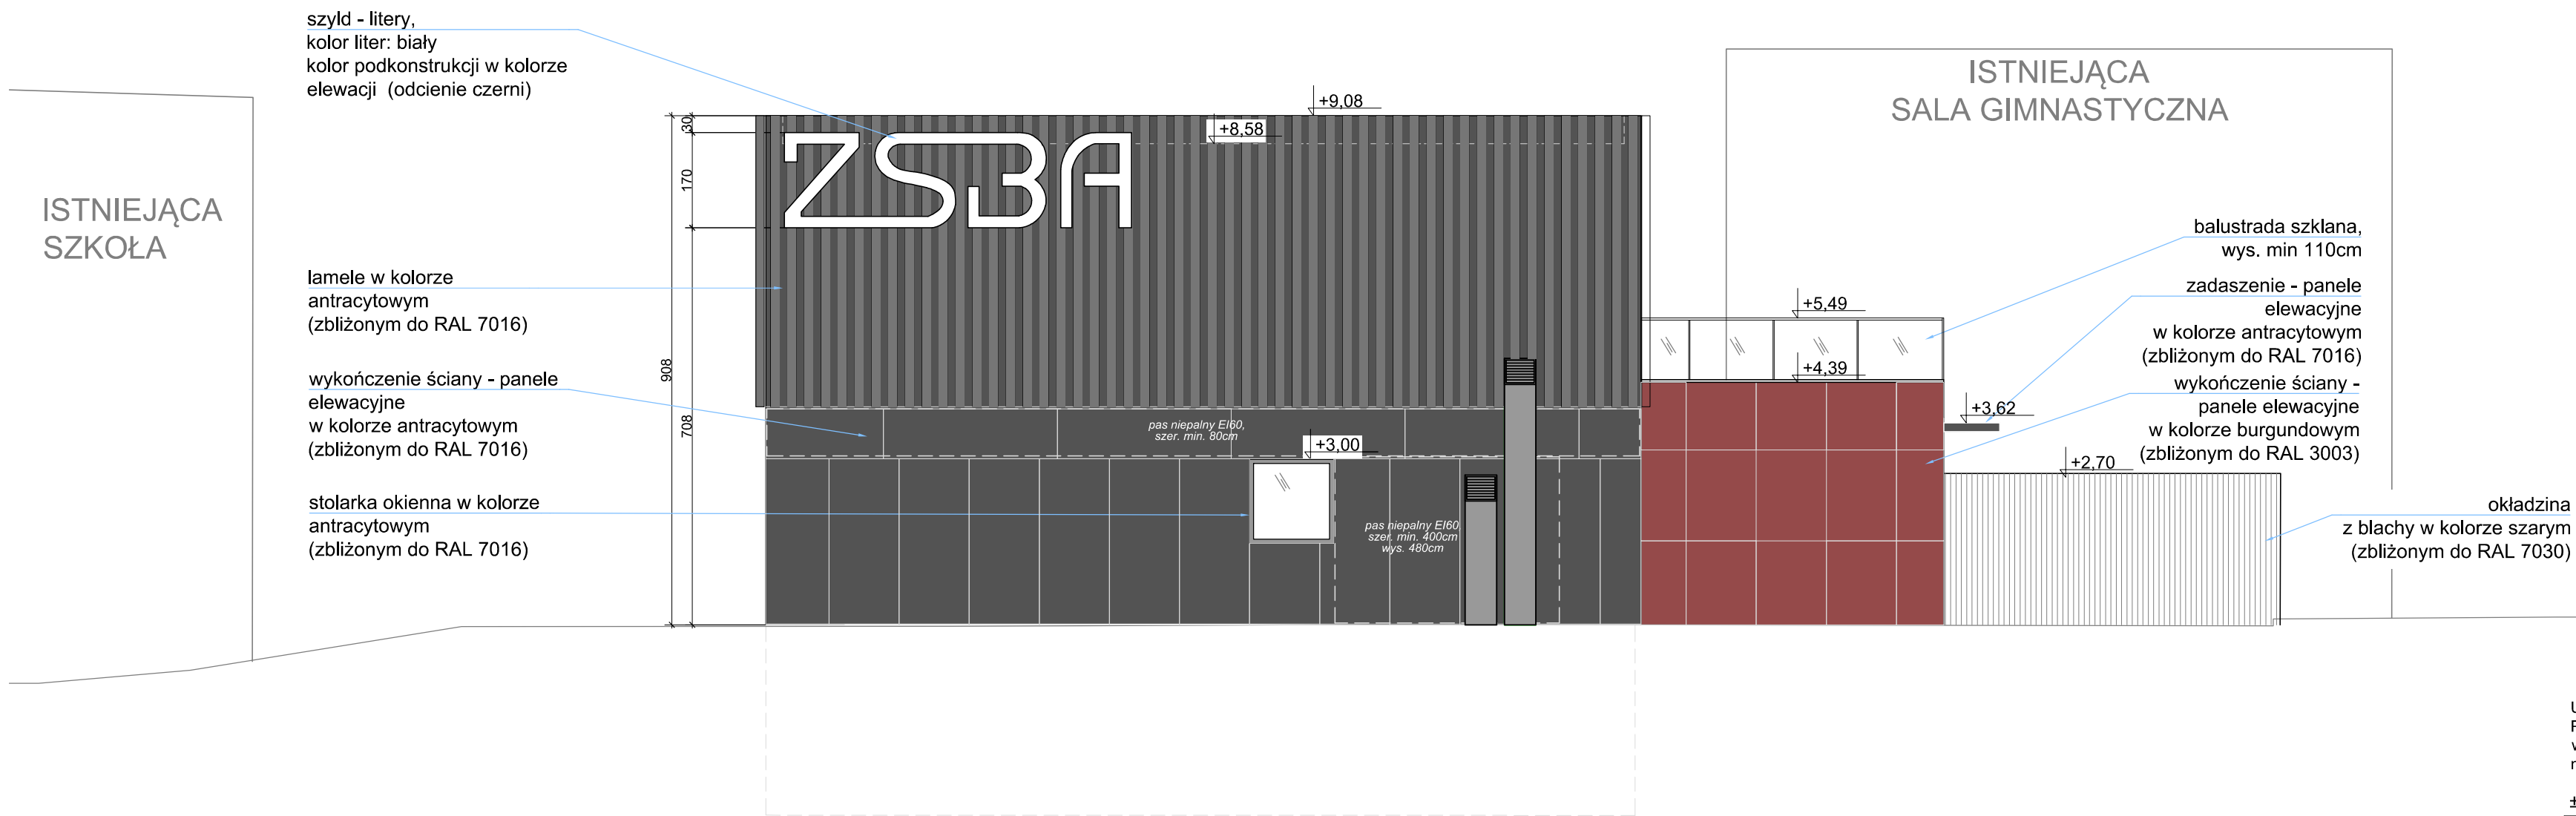 szyld - litery,
kolor liter: biały
kolor podkonstrukcji w kolorze
elewacji (odcienie czerni)
ISTNIEJĄCA
SZKOŁA
lamele w kolorze
antracytowym
(zbliżonym do RAL 7016)
wykończenie ściany - panele
elewacyjne
w kolorze antracytowym
(zbliżonym do RAL 7016)
stolarka okienna w kolorze
antracytowym
(zbliżonym do RAL 7016)
908
30
170
708
ZSBA
+9,08
+8,58
pas niepalny EI60,
szer. min. 80cm
+3,00
pas niepalny EI60
szer. min. 400cm
wys. 480cm
ISTNIEJĄCA
SALA GIMNASTYCZNA
+5,49
+4,39
+3,62
+2,70
balustrada szklana,
wys. min 110cm
zadaszenie - panele
elewacyjne
w kolorze antracytowym
(zbliżonym do RAL 7016)
wykończenie ściany -
panele elewacyjne
w kolorze burgundowym
(zbliżonym do RAL 3003)
okładzina
z blachy w kolorze szarym
(zbliżonym do RAL 7030)